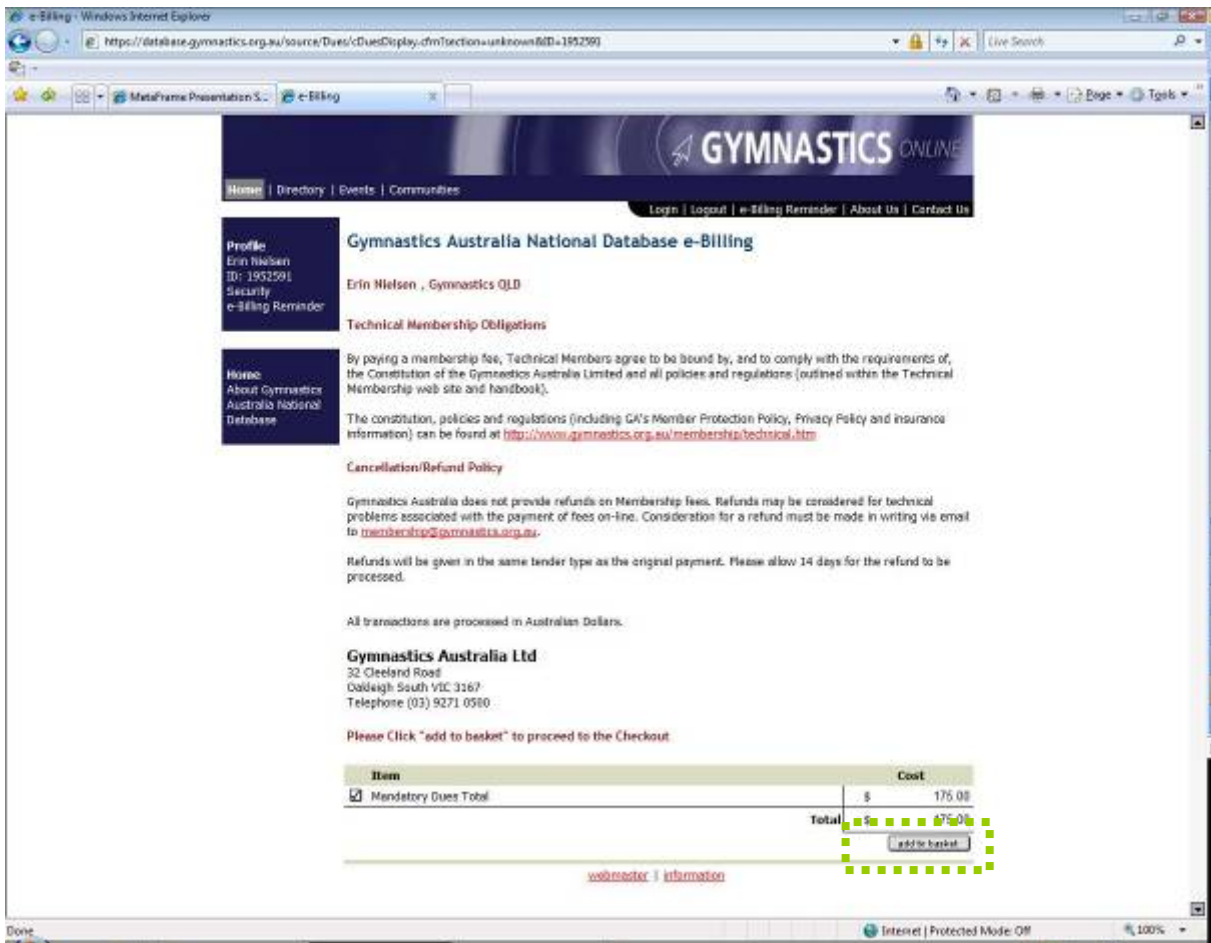 e-Billing - Windows Internet Explorer
https://database.gymnastics.org.au/source/Dues/cDuesDisplay.cfm?section=unknown&ID=1952591
Live Search
MetaFrame Presentation S...
e-Billing
Page
Tools
GYMNASTICS ONLINE
Home | Directory | Events | Communities
Login | Logout | e-Billing Reminder | About Us | Contact Us
Profile
Erin Nielsen
ID: 1952591
Security
e-Billing Reminder
Home
About Gymnastics
Australia National
Database
Gymnastics Australia National Database e-Billing
Erin Nielsen , Gymnastics QLD
Technical Membership Obligations
By paying a membership fee, Technical Members agree to be bound by, and to comply with the requirements of,
the Constitution of the Gymnastics Australia Limited and all policies and regulations (outlined within the Technical
Membership web site and handbook).
The constitution, policies and regulations (including GA's Member Protection Policy, Privacy Policy and insurance
information) can be found at http://www.gymnastics.org.au/membership/technical.htm
Cancellation/Refund Policy
Gymnastics Australia does not provide refunds on Membership fees. Refunds may be considered for technical
problems associated with the payment of fees on-line. Consideration for a refund must be made in writing via email
to membership@gymnastics.org.au.
Refunds will be given in the same tender type as the original payment. Please allow 14 days for the refund to be
processed.
All transactions are processed in Australian Dollars.
Gymnastics Australia Ltd
32 Cleeland Road
Oakleigh South VIC 3167
Telephone (03) 9271 0500
Please Click "add to basket" to proceed to the Checkout
Item Cost
Mandatory Dues Total $ 175.00
Total $ 175.00
add to basket
webmaster | information
Done
Internet | Protected Mode: Off
100%